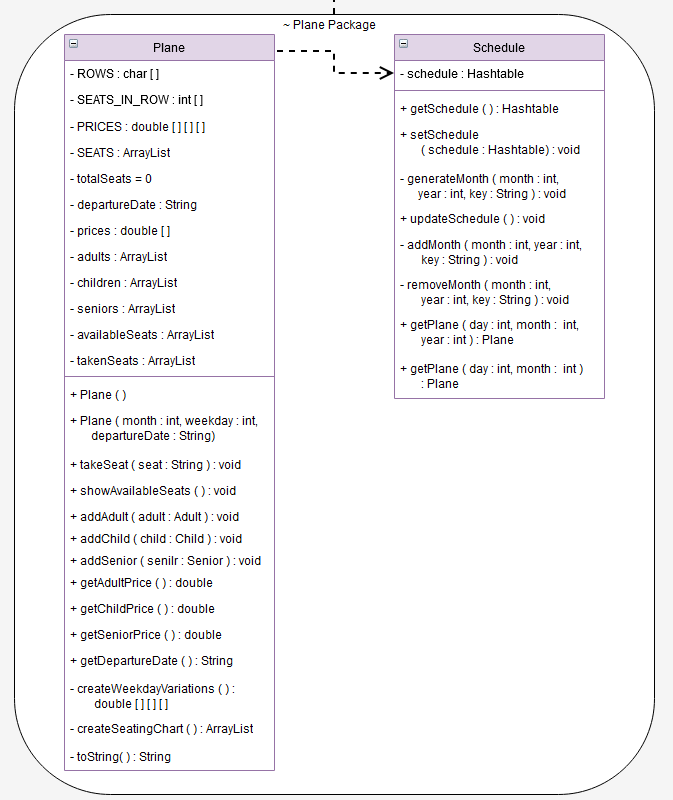 ~ Plane Package
Plane
- ROWS : char [ ]
- SEATS_IN_ROW : int [ ]
- PRICES : double [ ] [ ] [ ]
- SEATS : ArrayList
- totalSeats = 0
- departureDate : String
- prices : double [ ]
- adults : ArrayList
- children : ArrayList
- seniors : ArrayList
- availableSeats : ArrayList
- takenSeats : ArrayList
+ Plane ( )
+ Plane ( month : int, weekday : int,
departureDate : String)
+ takeSeat ( seat : String ) : void
+ showAvailableSeats ( ) : void
+ addAdult ( adult : Adult ) : void
+ addChild ( child : Child ) : void
+ addSenior ( senilr : Senior ) : void
+ getAdultPrice ( ) : double
+ getChildPrice ( ) : double
+ getSeniorPrice ( ) : double
+ getDepartureDate ( ) : String
- createWeekdayVariations ( ) :
double [ ] [ ] [ ]
- createSeatingChart ( ) : ArrayList
- toString( ) : String
Schedule
- schedule : Hashtable
+ getSchedule ( ) : Hashtable
+ setSchedule
( schedule : Hashtable) : void
- generateMonth ( month : int,
year : int, key : String ) : void
+ updateSchedule ( ) : void
- addMonth ( month : int, year : int,
key : String ) : void
- removeMonth ( month : int,
year : int, key : String ) : void
+ getPlane ( day : int, month : int,
year : int ) : Plane
+ getPlane ( day : int, month : int )
: Plane